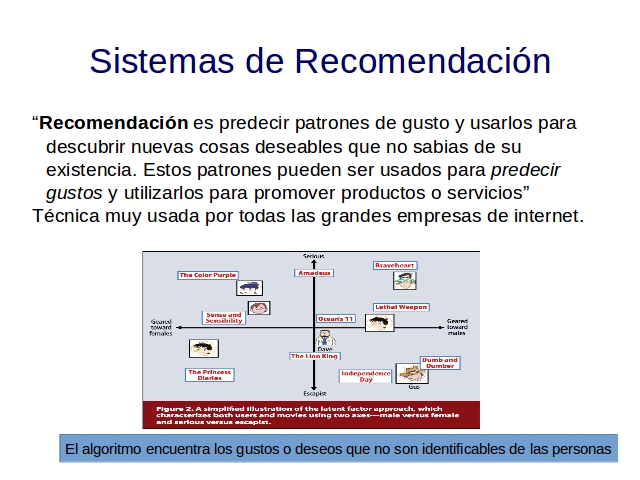 Sistemas de Recomendación
“Recomendación es predecir patrones de gusto y usarlos para
descubrir nuevas cosas deseables que no sabias de su
existencia. Estos patrones pueden ser usados para predecir
gustos y utilizarlos para promover productos o servicios”
Técnica muy usada por todas las grandes empresas de internet.
Serious
Braveheart
The Color Purple
Amadeus
Lethal Weapon
Sense and
Sensibility
Ocean's 11
Geared
toward
females
Geared
toward
males
Dave
The Lion King
Dumb and
Dumber
The Princess
Diaries
Independence
Day
Gus
Escapist
Figure 2. A simplified illustration of the latent factor approach, which
characterizes both users and movies using two axes—male versus female
and serious versus escapist.
El algoritmo encuentra los gustos o deseos que no son identificables de las personas